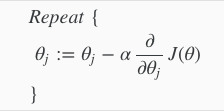 Repeat {
θj := θj − α ∂/∂θj J(θ)
}